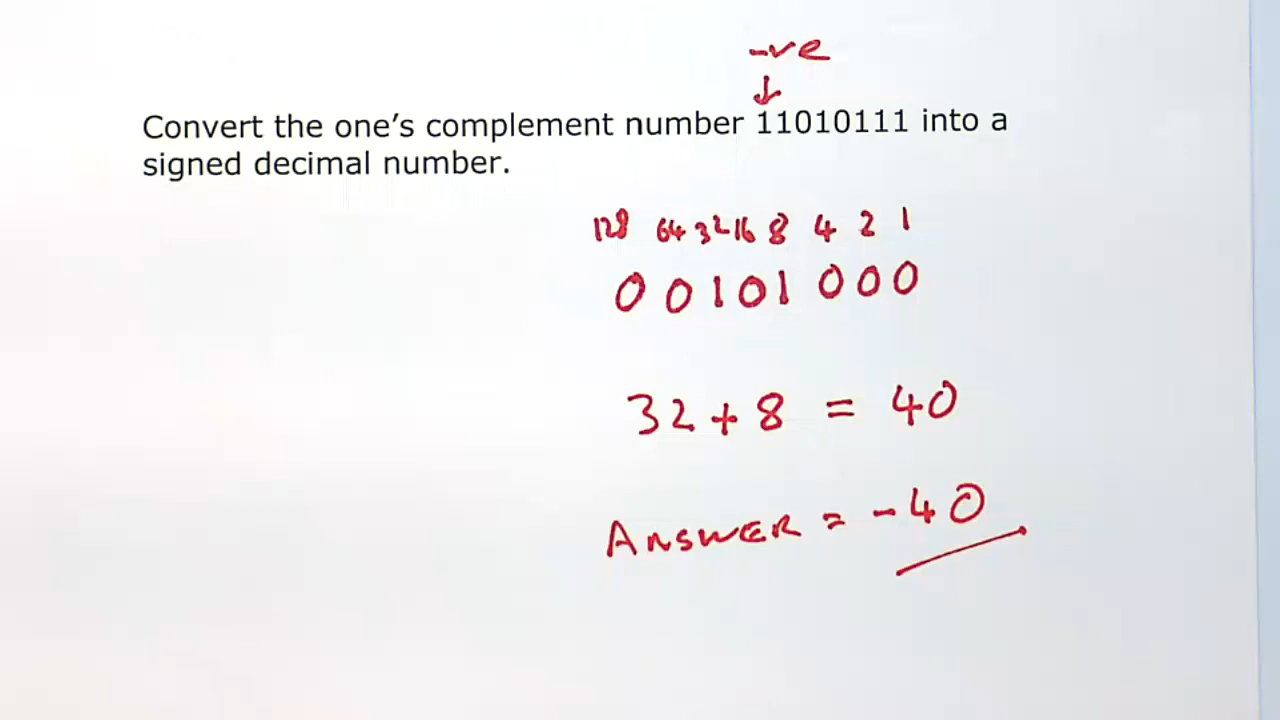 -ve
↓
Convert the one's complement number 11010111 into a
signed decimal number.
128 64 32 16 8 4 2 1
0 0 1 0 1 0 0 0
32 + 8 = 40
ANSWER = -40